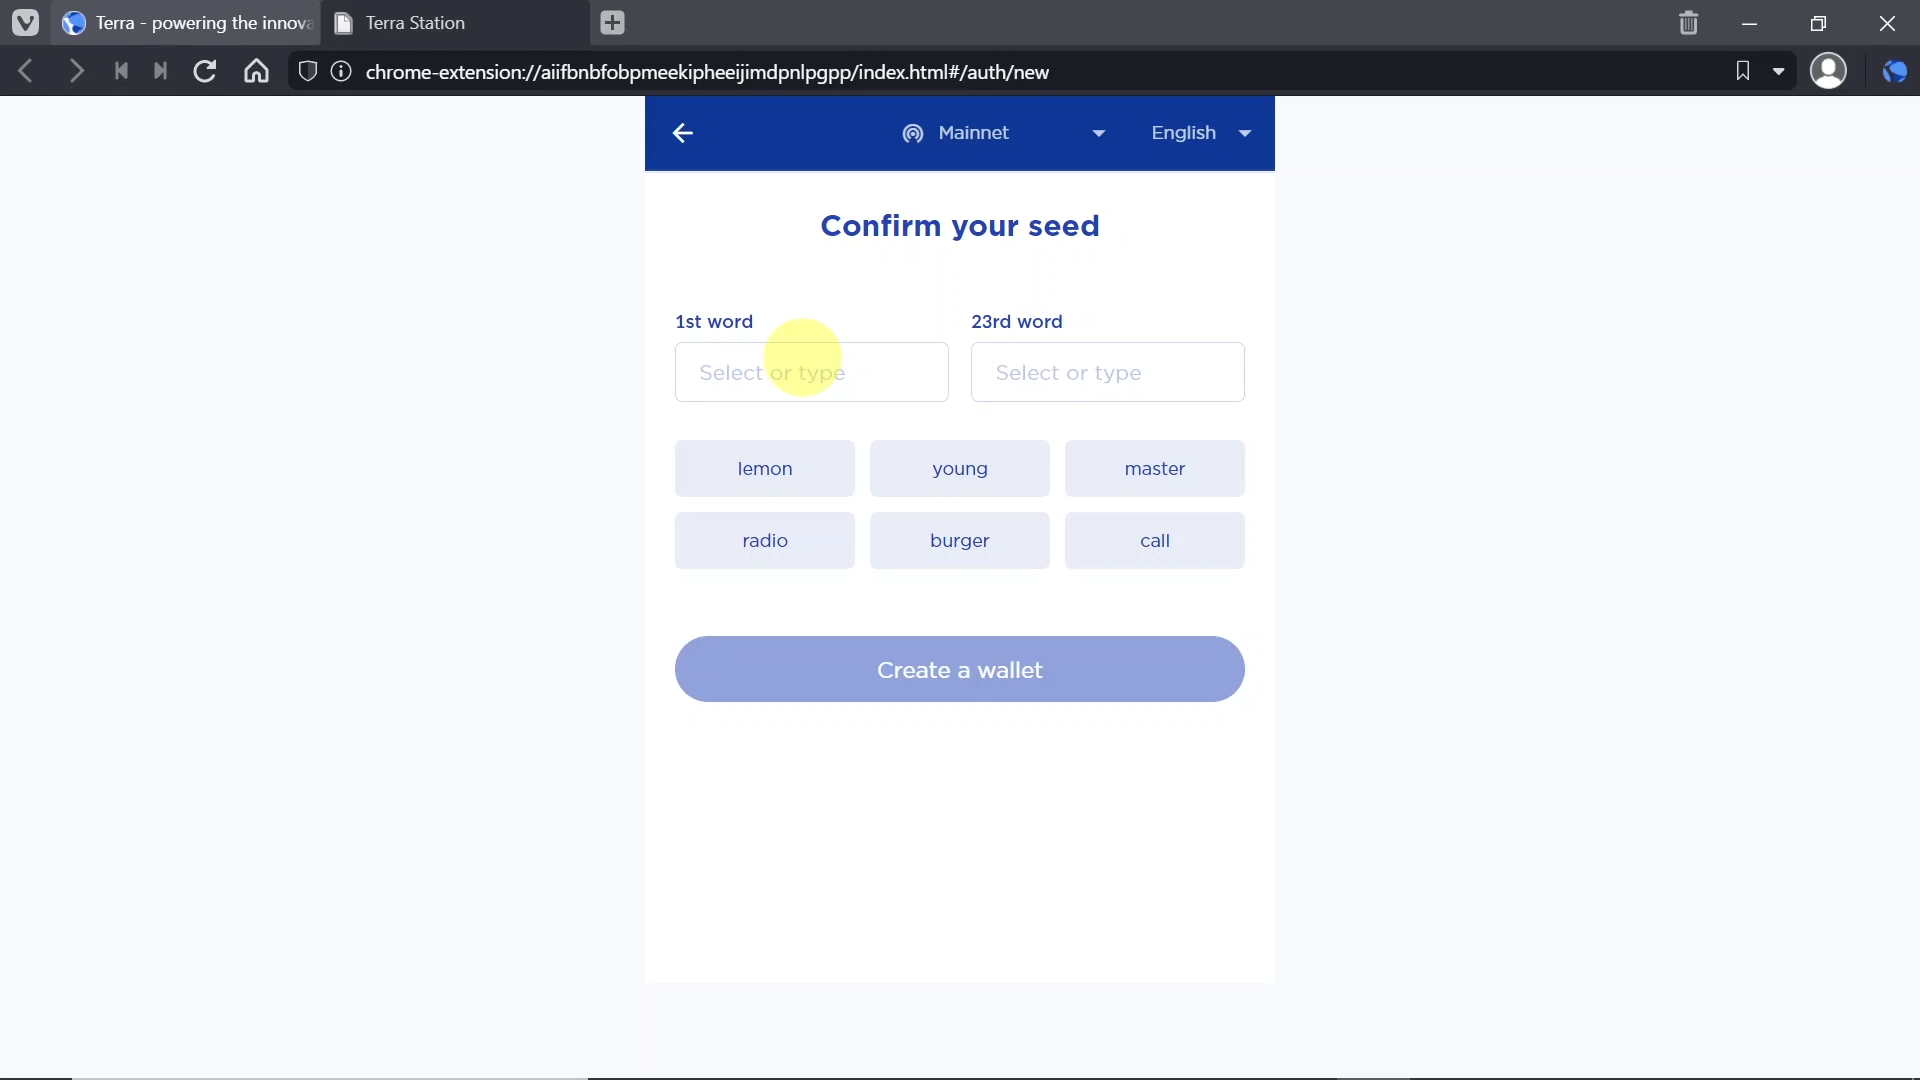 Terra - powering the innova
Terra Station
chrome-extension://aiifbnbfobpmeekipheeijimdpnlpgpp/index.html#/auth/new
Mainnet
English
Confirm your seed
1st word
23rd word
Select or type
Select or type
lemon
young
master
radio
burger
call
Create a wallet